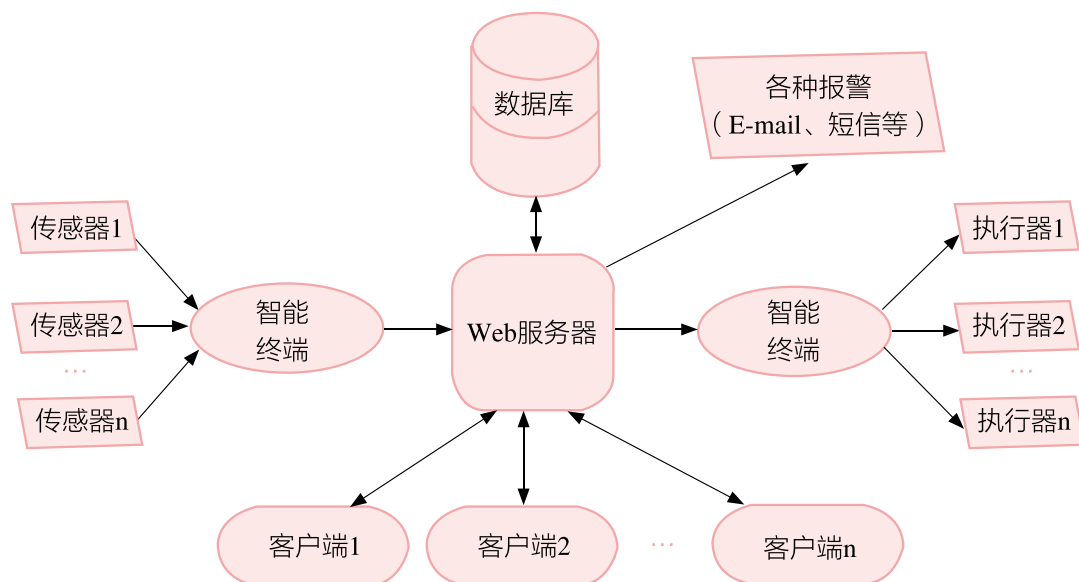 数据库
各种报警
（E-mail、短信等）
传感器1
传感器2
…
传感器n
智能
终端
Web服务器
智能
终端
执行器1
执行器2
…
执行器n
客户端1
客户端2
…
客户端n